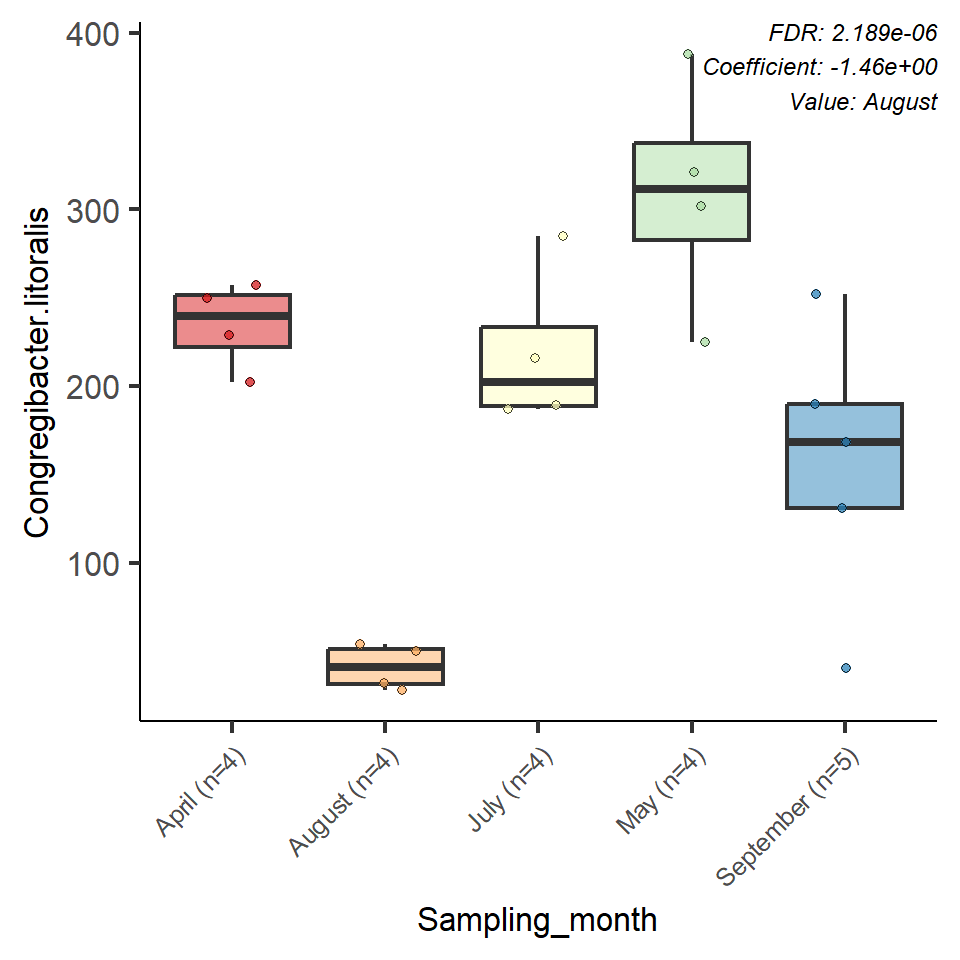 FDR: 2.189e-06
Coefficient: -1.46e+00
Value: August
400
300
200
100
Congregibacter.litoralis
April (n=4)
August (n=4)
July (n=4)
May (n=4)
September (n=5)
Sampling_month